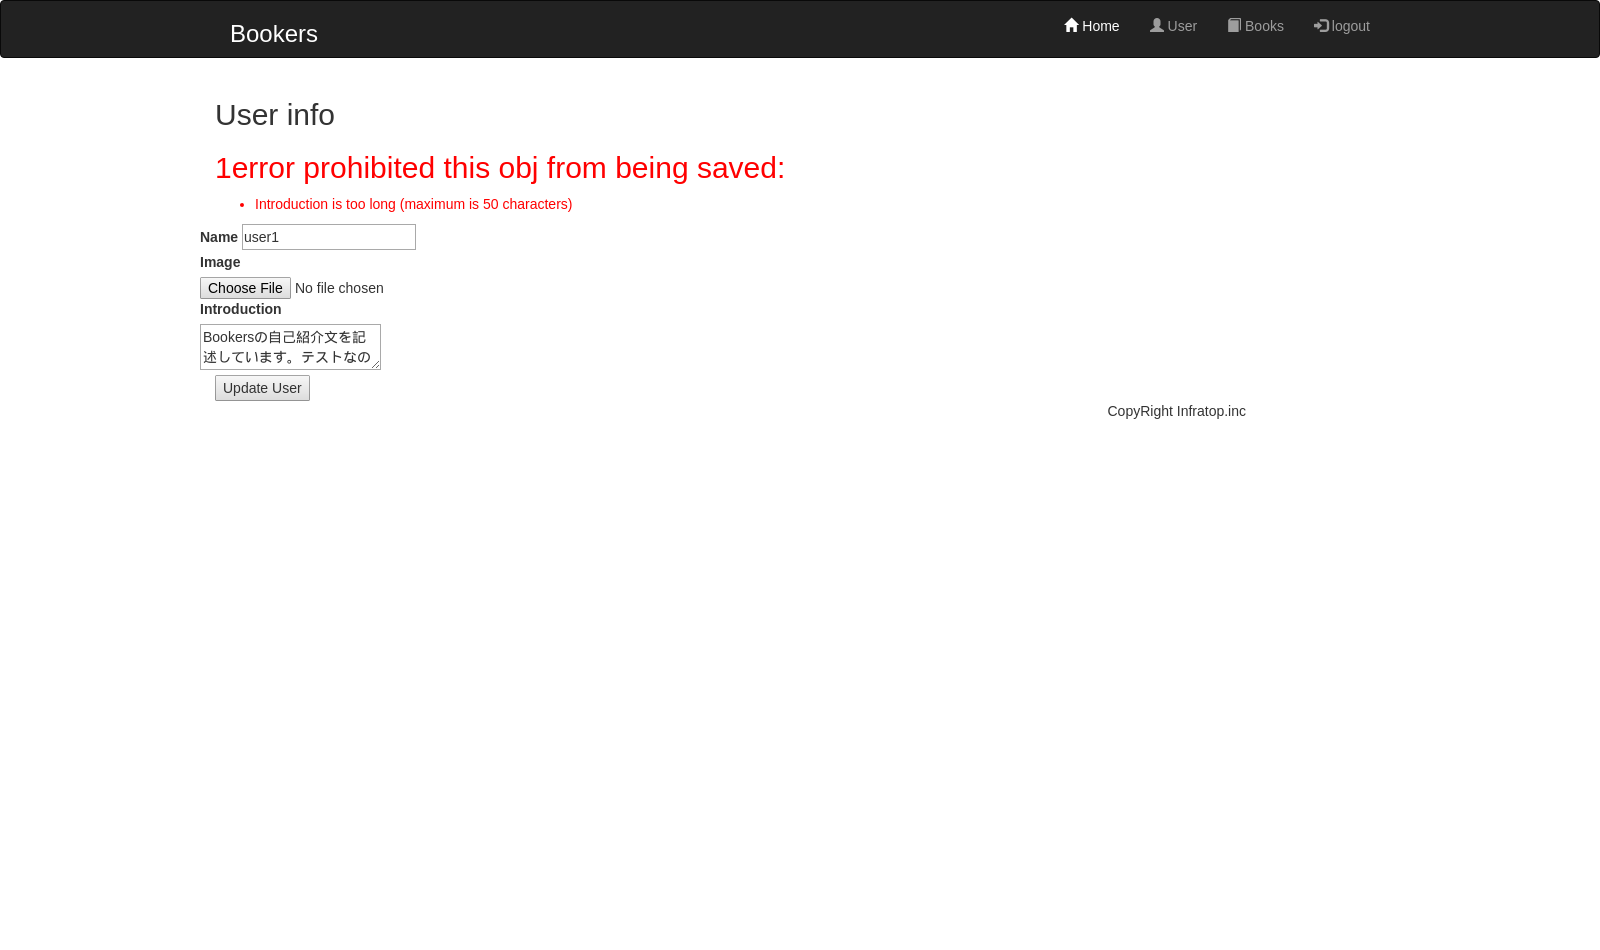 Bookers
Home User Books logout
User info
1error prohibited this obj from being saved:
Introduction is too long (maximum is 50 characters)
Name user1
Image
Choose File No file chosen
Introduction
Bookersの自己紹介文を記
述しています。テストなの
Update User
CopyRight Infratop.inc